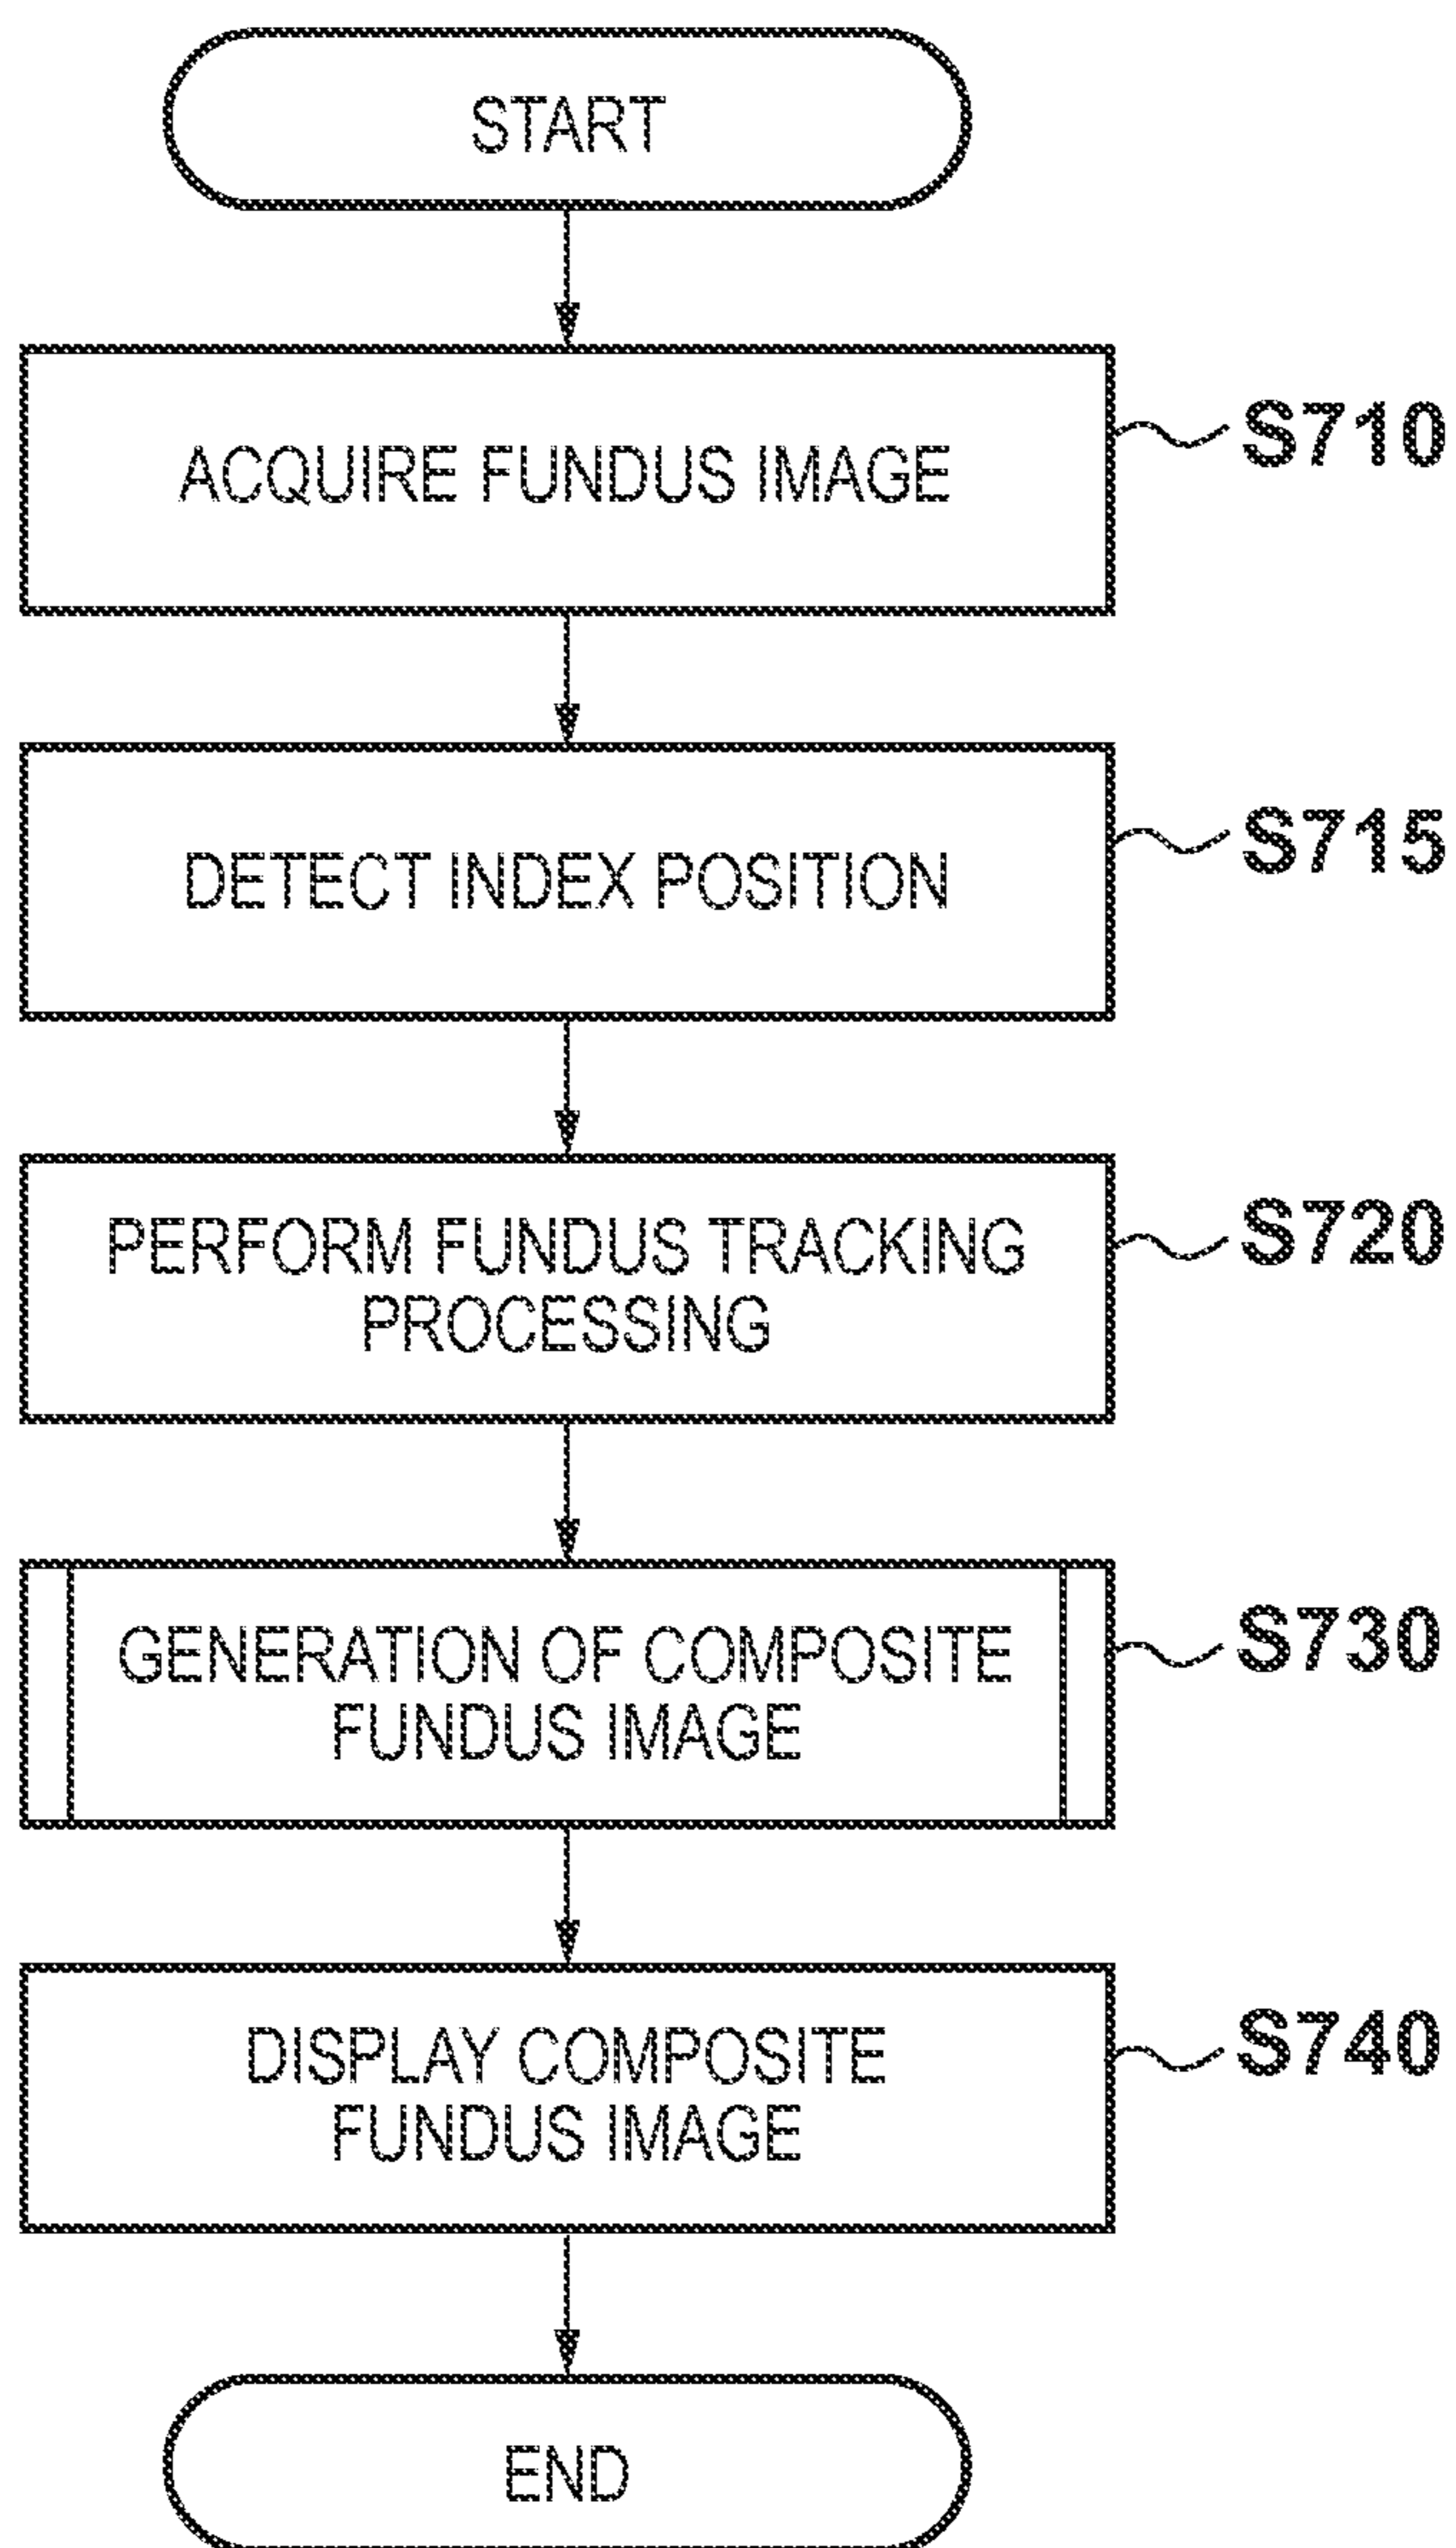 START
ACQUIRE FUNDUS IMAGE
S710
DETECT INDEX POSITION
S715
PERFORM FUNDUS TRACKING
PROCESSING
S720
GENERATION OF COMPOSITE
FUNDUS IMAGE
S730
DISPLAY COMPOSITE
FUNDUS IMAGE
S740
END